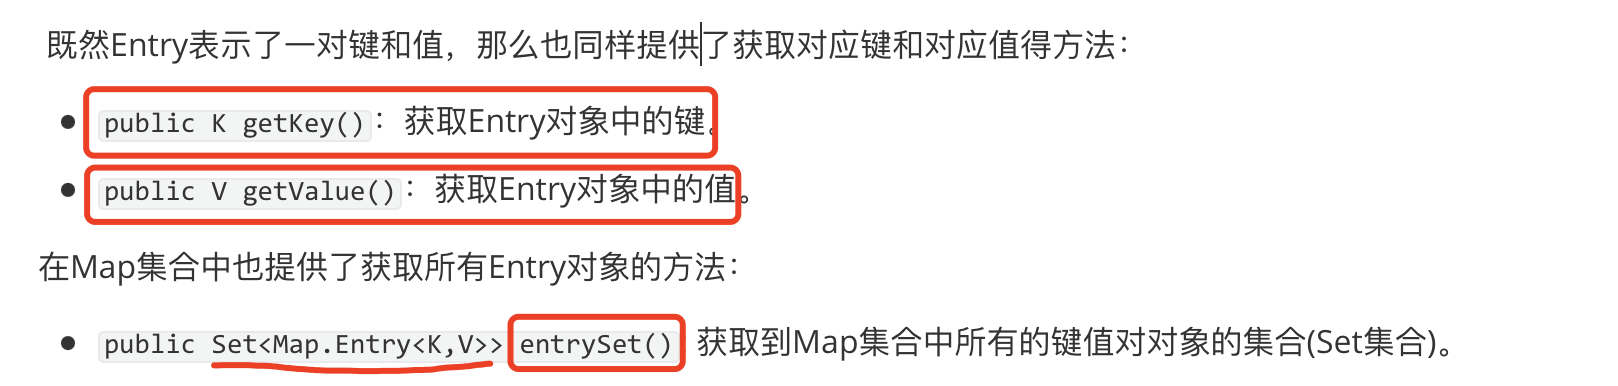 既然Entry表示了一对键和值，那么也同样提供了获取对应键和对应值得方法：
public K getKey()：获取Entry对象中的键。
public V getValue()：获取Entry对象中的值。
在Map集合中也提供了获取所有Entry对象的方法：
public Set<Map.Entry<K,V>> entrySet() 获取到Map集合中所有的键值对对象的集合(Set集合)。